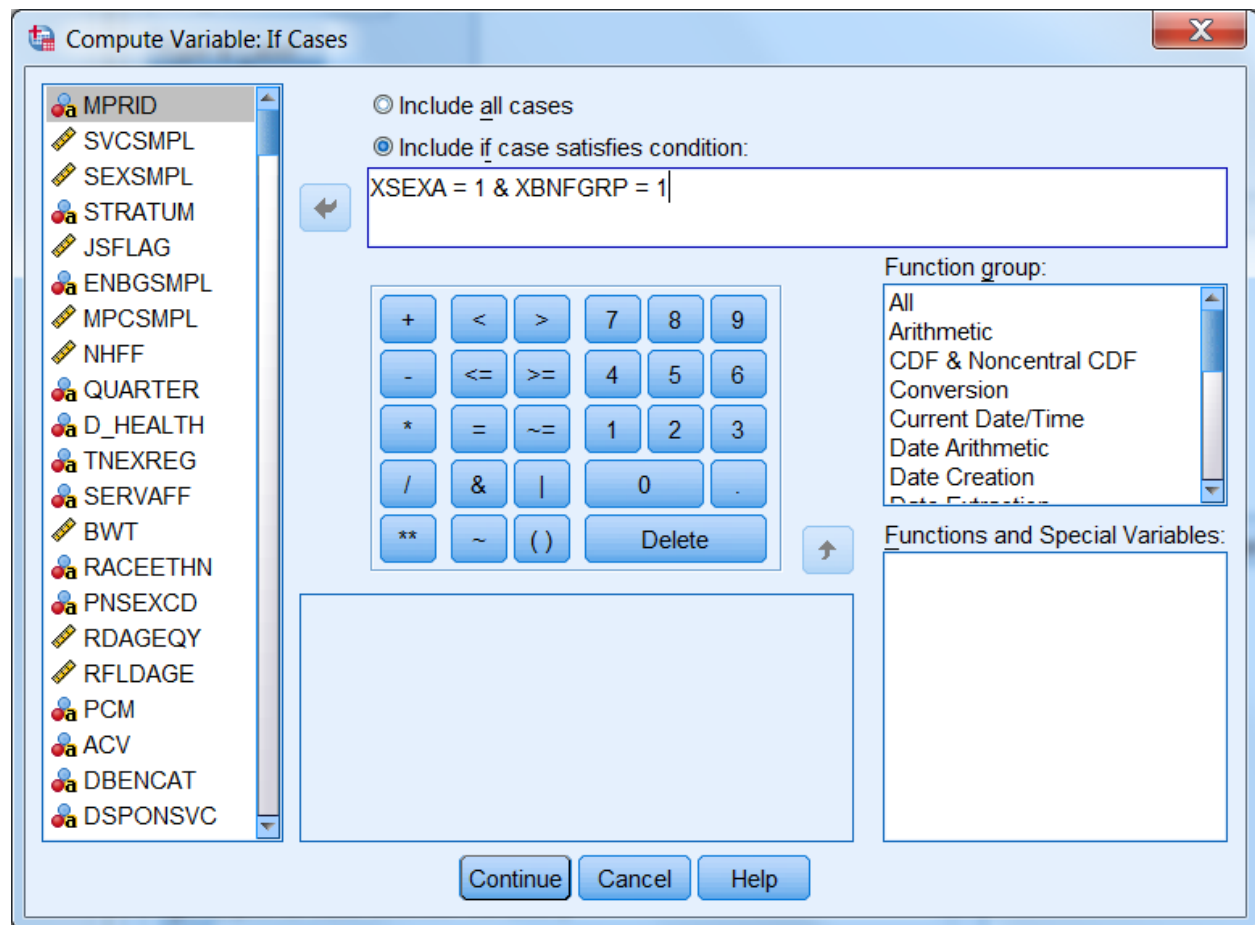 Compute Variable: If Cases
X
MPRID
SVCSMPL
SEXSMPL
STRATUM
JSFLAG
ENBGSMPL
MPCSMPL
NHFF
QUARTER
D_HEALTH
TNEXREG
SERVAFF
BWT
RACEETHN
PNSEXCD
RDAGEQY
RFLDAGE
PCM
ACV
DBENCAT
DSPONSVC
Include all cases
Include if case satisfies condition:
XSEXA = 1 & XBNFGRP = 1
+ < > 7 8 9
- <= >= 4 5 6
* = ~= 1 2 3
/ & | 0 .
** ~ ( ) Delete
Function group:
All
Arithmetic
CDF & Noncentral CDF
Conversion
Current Date/Time
Date Arithmetic
Date Creation
Date Extraction
Functions and Special Variables:
Continue Cancel Help